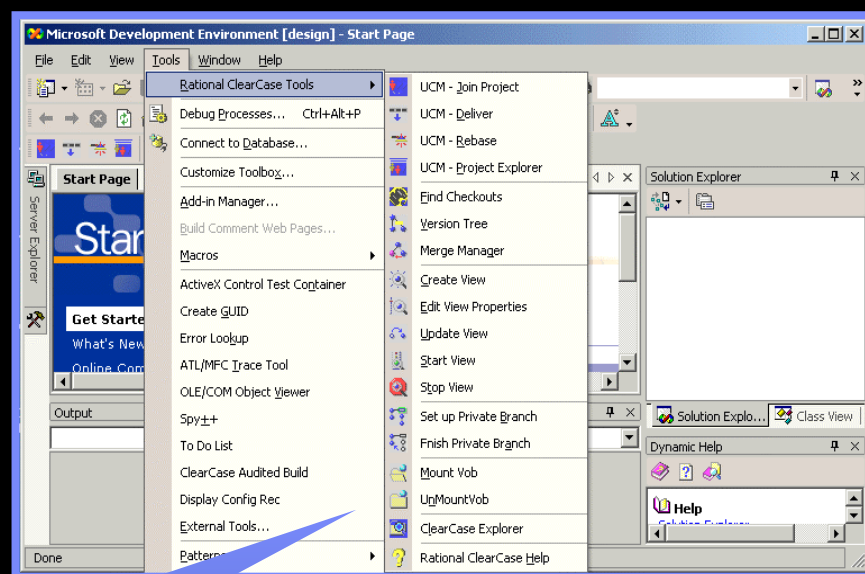 Microsoft Development Environment [design] - Start Page
File Edit View Tools Window Help
Rational ClearCase Tools
Debug Processes... Ctrl+Alt+P
Connect to Database...
Customize Toolbox...
Add-in Manager...
Build Comment Web Pages...
Macros
ActiveX Control Test Container
Create GUID
Error Lookup
ATL/MFC Trace Tool
OLE/COM Object Viewer
Spy++
To Do List
ClearCase Audited Build
Display Config Rec
External Tools...
UCM - Join Project
UCM - Deliver
UCM - Rebase
UCM - Project Explorer
Find Checkouts
Version Tree
Merge Manager
Create View
Edit View Properties
Update View
Start View
Stop View
Set up Private Branch
Fnish Private Branch
Mount Vob
UnMountVob
ClearCase Explorer
Rational ClearCase Help
Server Explorer
Start Page
Star
Get Starte
What's New
Online Com
Output
Done
Solution Explorer
Solution Explo... Class View
Dynamic Help
Help